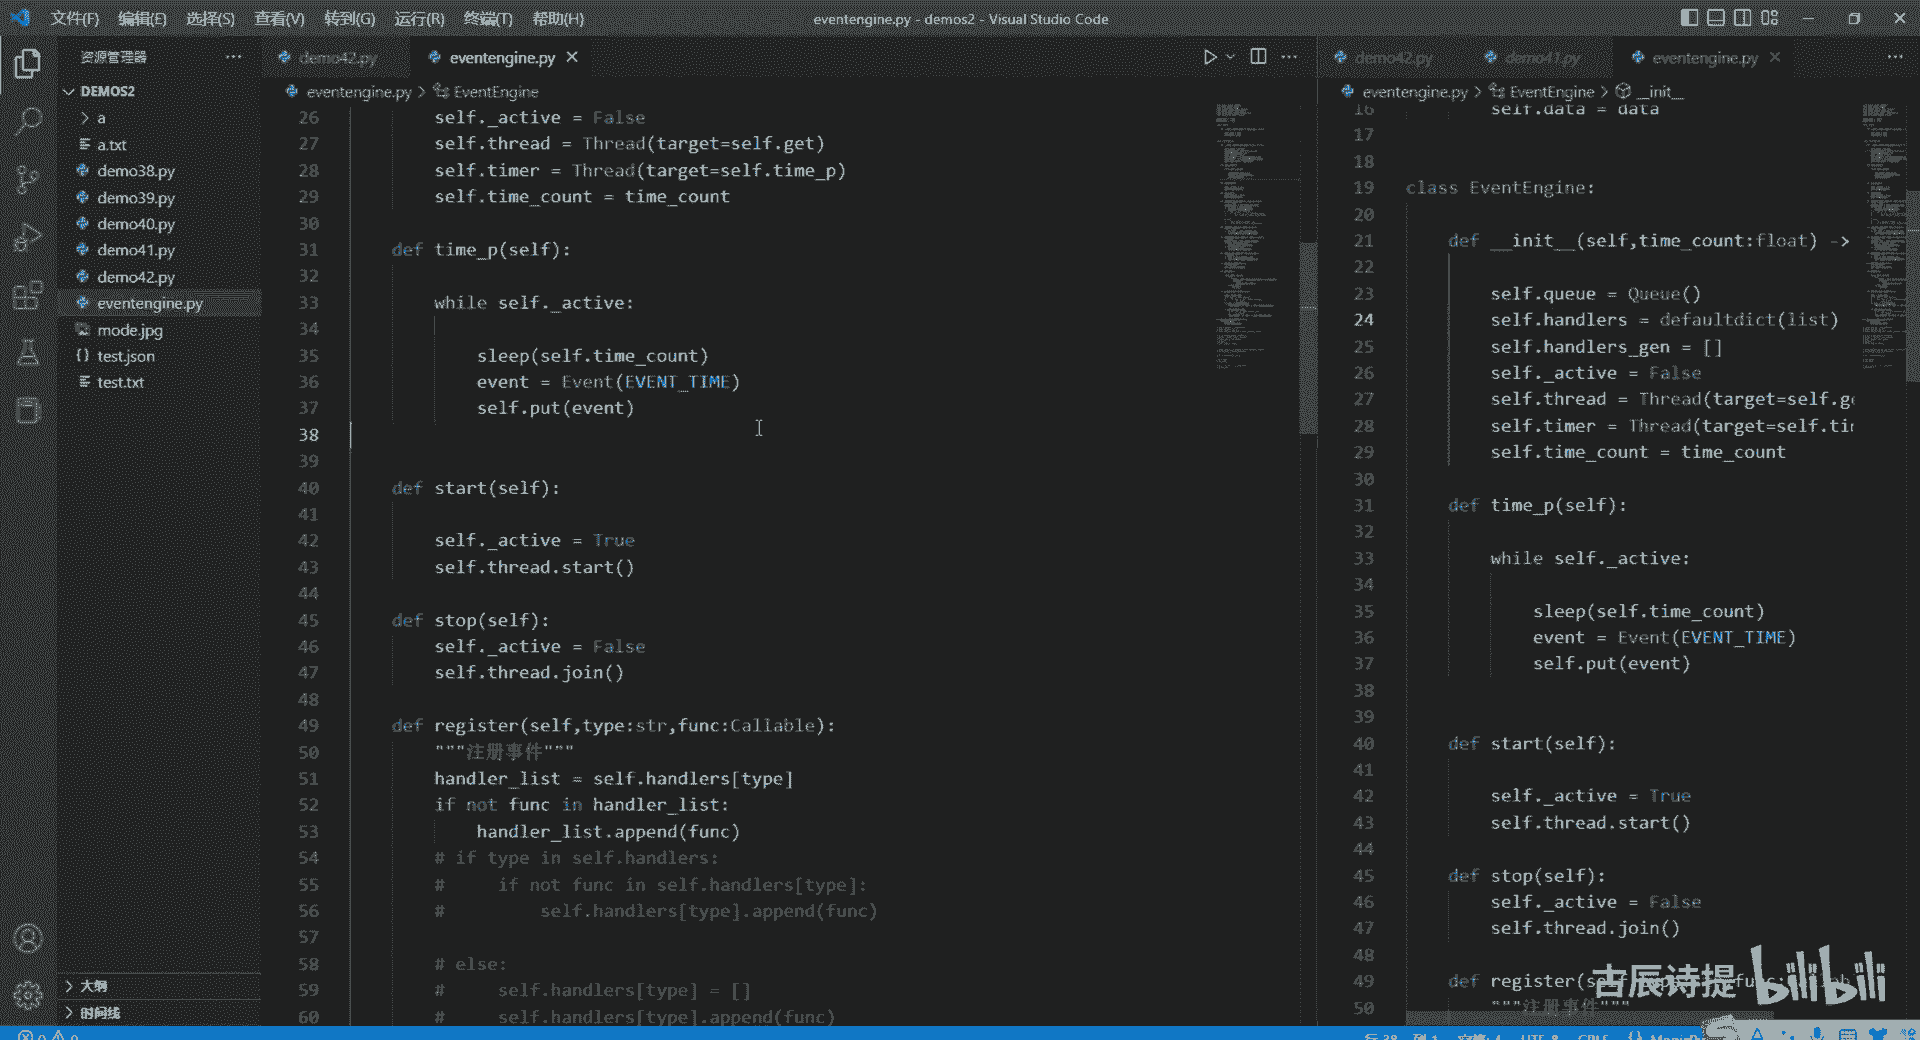 文件(F) 编辑(E) 选择(S) 查看(V) 转到(G) 运行(R) 终端(T) 帮助(H)
eventengine.py - demos2 - Visual Studio Code
资源管理器
DEMOS2
a
a.txt
demo38.py
demo39.py
demo40.py
demo41.py
demo42.py
eventengine.py
mode.jpg
test.json
test.txt
大纲
时间线
demo42.py eventengine.py
eventengine.py > EventEngine
26 self._active = False
27 self.thread = Thread(target=self.get)
28 self.timer = Thread(target=self.time_p)
29 self.time_count = time_count
30
31 def time_p(self):
32
33 while self._active:
34
35 sleep(self.time_count)
36 event = Event(EVENT_TIME)
37 self.put(event)
38
39
40 def start(self):
41
42 self._active = True
43 self.thread.start()
44
45 def stop(self):
46 self._active = False
47 self.thread.join()
48
49 def register(self,type:str,func:Callable):
50 """注册事件"""
51 handler_list = self.handlers[type]
52 if not func in handler_list:
53 handler_list.append(func)
54 # if type in self.handlers:
55 # if not func in self.handlers[type]:
56 # self.handlers[type].append(func)
57
58 # else:
59 # self.handlers[type] = []
60 # self.handlers[type].append(func)
demo42.py demo41.py eventengine.py
eventengine.py > EventEngine > __init__
16 self.data = data
17
18
19 class EventEngine:
20
21 def __init__(self,time_count:float) ->
22
23 self.queue = Queue()
24 self.handlers = defaultdict(list)
25 self.handlers_gen = []
26 self._active = False
27 self.thread = Thread(target=self.ge
28 self.timer = Thread(target=self.tim
29 self.time_count = time_count
30
31 def time_p(self):
32
33 while self._active:
34
35 sleep(self.time_count)
36 event = Event(EVENT_TIME)
37 self.put(event)
38
39
40 def start(self):
41
42 self._active = True
43 self.thread.start()
44
45 def stop(self):
46 self._active = False
47 self.thread.join()
48
49 def register(se
50 """注册事件"""
古辰诗提 bilibili